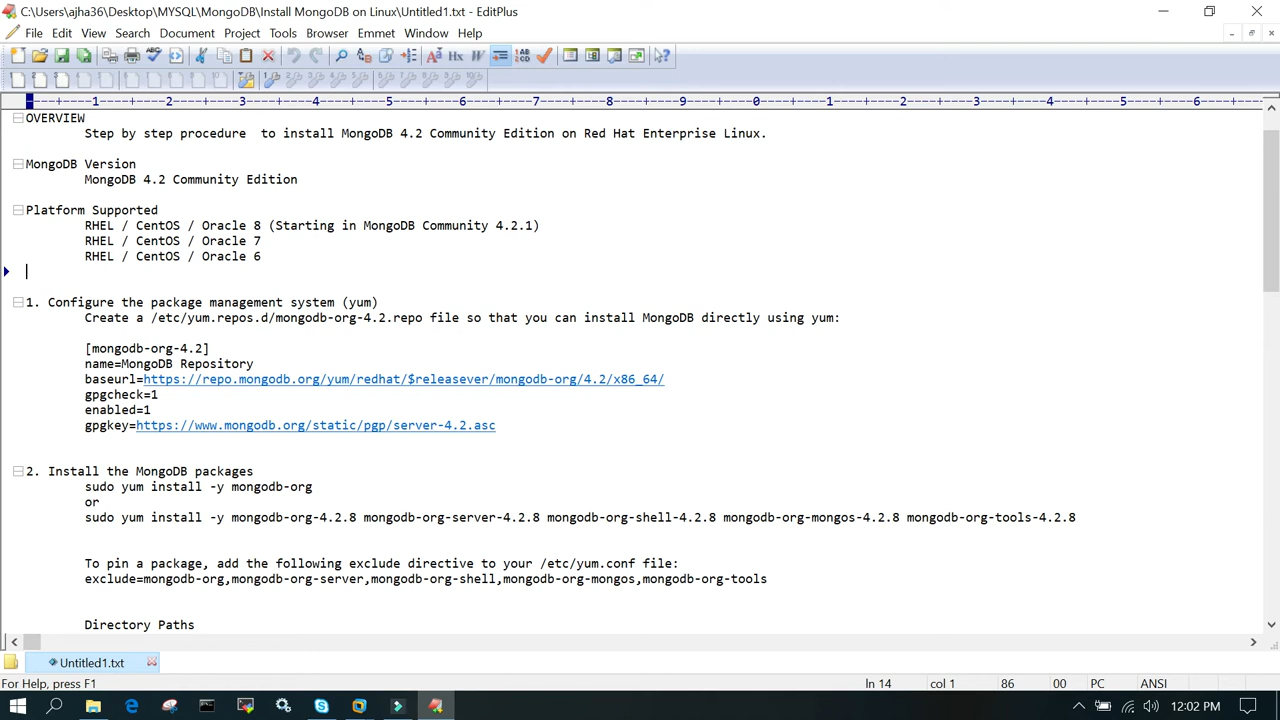 C:\Users\ajha36\Desktop\MYSQL\MongoDB\Install MongoDB on Linux\Untitled1.txt - EditPlus
File Edit View Search Document Project Tools Browser Emmet Window Help
OVERVIEW
Step by step procedure to install MongoDB 4.2 Community Edition on Red Hat Enterprise Linux.
MongoDB Version
MongoDB 4.2 Community Edition
Platform Supported
RHEL / CentOS / Oracle 8 (Starting in MongoDB Community 4.2.1)
RHEL / CentOS / Oracle 7
RHEL / CentOS / Oracle 6
1. Configure the package management system (yum)
Create a /etc/yum.repos.d/mongodb-org-4.2.repo file so that you can install MongoDB directly using yum:
[mongodb-org-4.2]
name=MongoDB Repository
baseurl=https://repo.mongodb.org/yum/redhat/$releasever/mongodb-org/4.2/x86_64/
gpgcheck=1
enabled=1
gpgkey=https://www.mongodb.org/static/pgp/server-4.2.asc
2. Install the MongoDB packages
sudo yum install -y mongodb-org
or
sudo yum install -y mongodb-org-4.2.8 mongodb-org-server-4.2.8 mongodb-org-shell-4.2.8 mongodb-org-mongos-4.2.8 mongodb-org-tools-4.2.8
To pin a package, add the following exclude directive to your /etc/yum.conf file:
exclude=mongodb-org,mongodb-org-server,mongodb-org-shell,mongodb-org-mongos,mongodb-org-tools
Directory Paths
Untitled1.txt
For Help, press F1 Ln 14 col 1 86 00 PC ANSI
12:02 PM